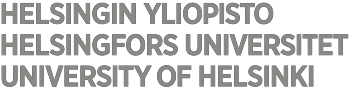 HELSINGIN YLIOPISTO
HELSINGFORS UNIVERSITET
UNIVERSITY OF HELSINKI